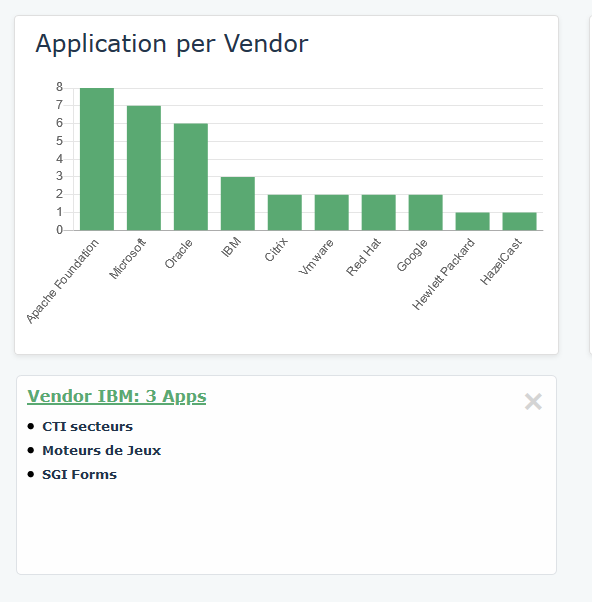 Application per Vendor
8
7
6
5
4
3
2
1
0
Apache Foundation
Microsoft
Oracle
IBM
Citrix
Vmware
Red Hat
Google
Hewlett Packard
HazelCast
Vendor IBM: 3 Apps
×
• CTI secteurs
• Moteurs de Jeux
• SGI Forms